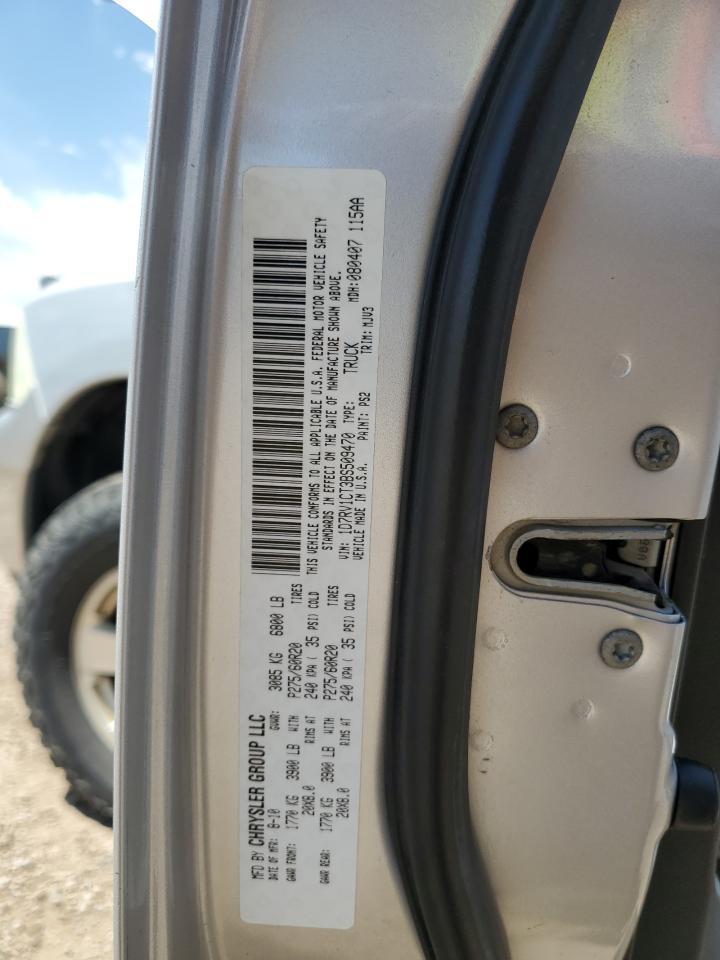 MFD BY CHRYSLER GROUP LLC
DATE OF MFR: 8-10 GVWR: 3085 KG 6800 LB
GAWR FRONT: 1770 KG 3900 LB WITH P275/60R20 TIRES
20X8.0 RIMS AT 240 KPA ( 35 PSI) COLD
GAWR REAR: 1770 KG 3900 LB WITH P275/60R20 TIRES
20X8.0 RIMS AT 240 KPA ( 35 PSI) COLD
THIS VEHICLE CONFORMS TO ALL APPLICABLE U.S.A. FEDERAL MOTOR VEHICLE SAFETY
STANDARDS IN EFFECT ON THE DATE OF MANUFACTURE SHOWN ABOVE.
VIN: 1D7RV1CT3BS509470 TYPE: TRUCK MDH: 080407 115AA
VEHICLE MADE IN U.S.A. PAINT: PS2 TRIM: MJV3